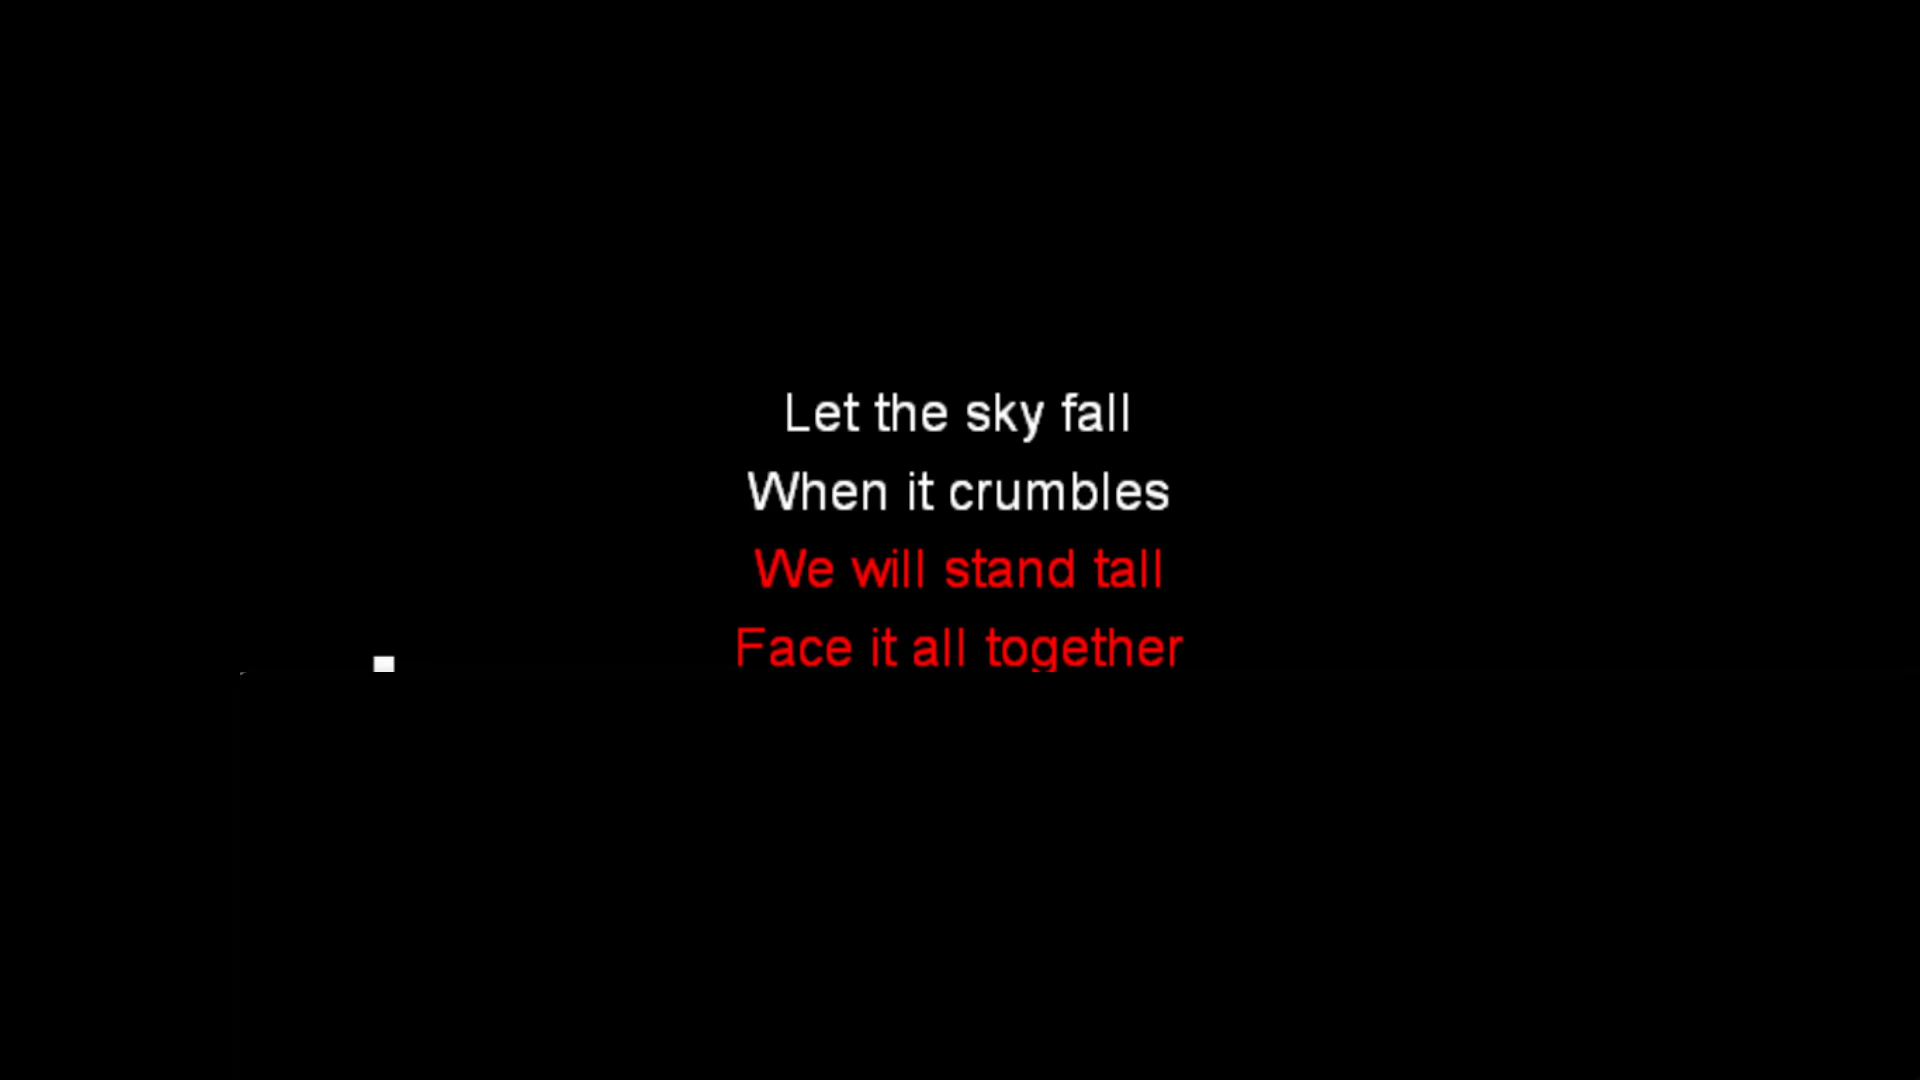 Let the sky fall
When it crumbles
We will stand tall
Face it all together